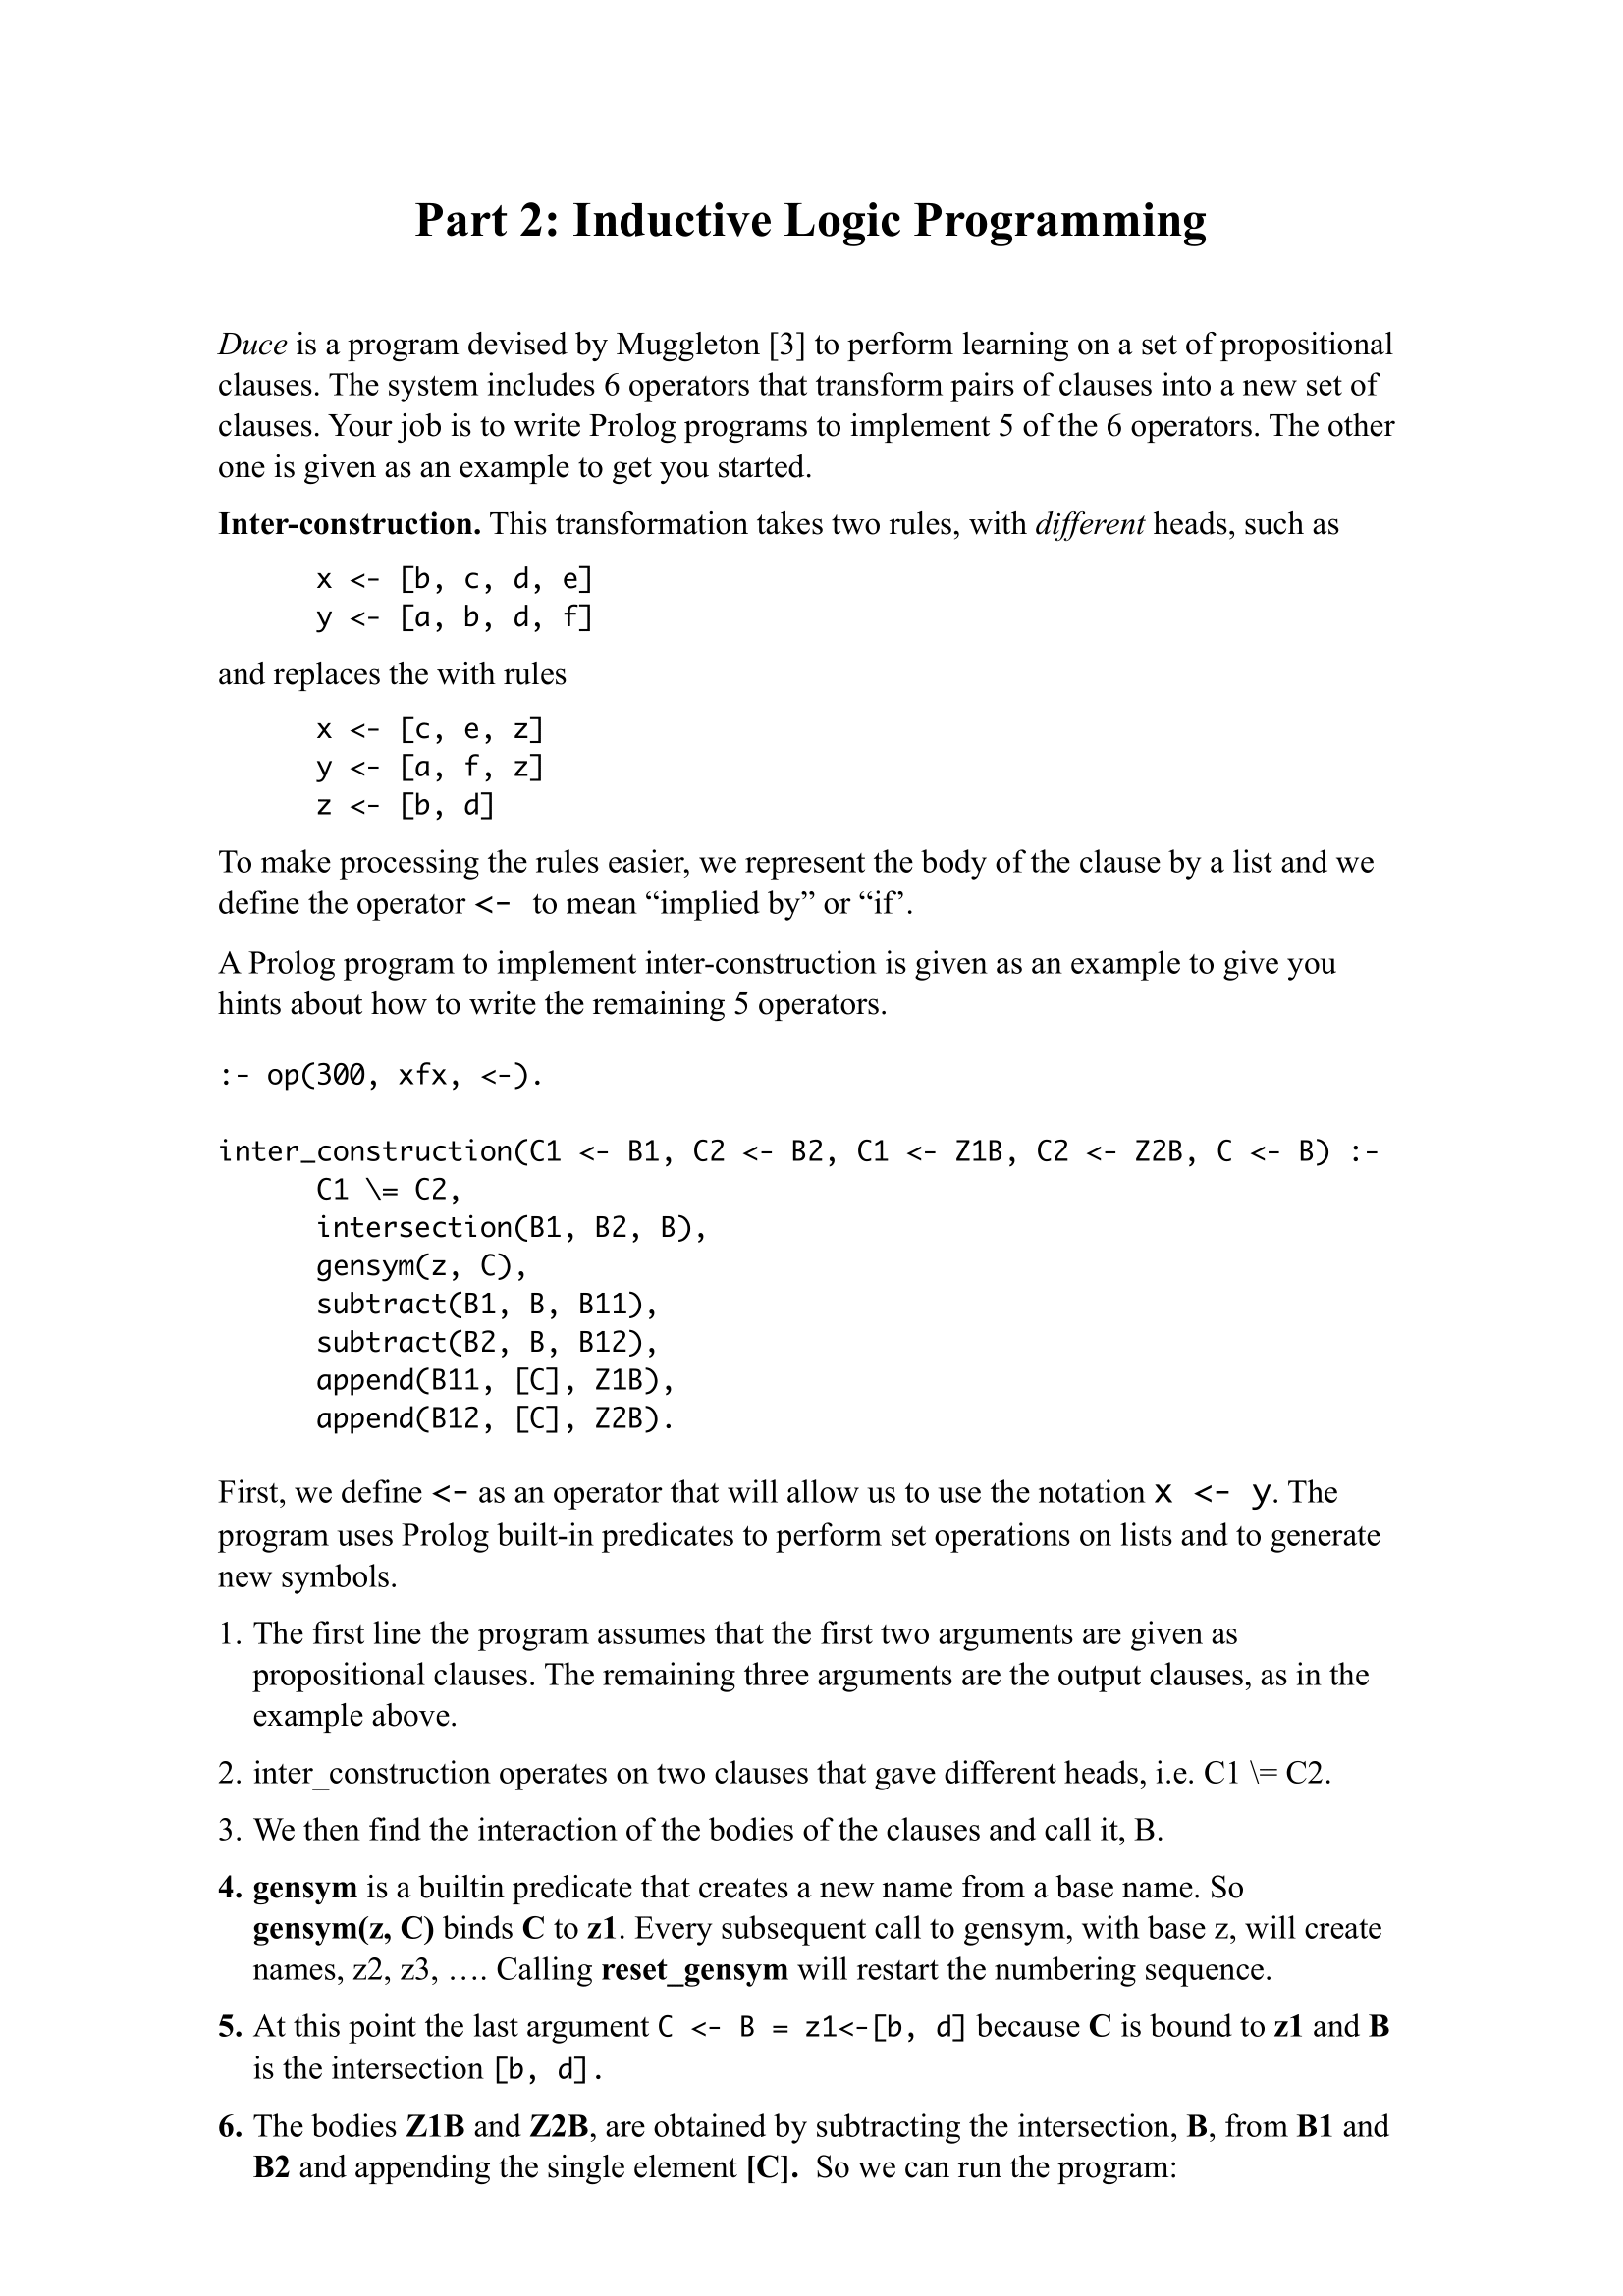 Part 2: Inductive Logic Programming
Duce is a program devised by Muggleton [3] to perform learning on a set of propositional
clauses. The system includes 6 operators that transform pairs of clauses into a new set of
clauses. Your job is to write Prolog programs to implement 5 of the 6 operators. The other
one is given as an example to get you started.
Inter-construction. This transformation takes two rules, with different heads, such as
x <- [b, c, d, e]
y <- [a, b, d, f]
and replaces the with rules
x <- [c, e, z]
y <- [a, f, z]
z <- [b, d]
To make processing the rules easier, we represent the body of the clause by a list and we
define the operator <- to mean “implied by” or “if’.
A Prolog program to implement inter-construction is given as an example to give you
hints about how to write the remaining 5 operators.
:- op(300, xfx, <-).
inter_construction(C1 <- B1, C2 <- B2, C1 <- Z1B, C2 <- Z2B, C <- B) :-
C1 \= C2,
intersection(B1, B2, B),
gensym(z, C),
subtract(B1, B, B11),
subtract(B2, B, B12),
append(B11, [C], Z1B),
append(B12, [C], Z2B).
First, we define <- as an operator that will allow us to use the notation x <- y. The
program uses Prolog built-in predicates to perform set operations on lists and to generate
new symbols.
1. The first line the program assumes that the first two arguments are given as
propositional clauses. The remaining three arguments are the output clauses, as in the
example above.
2. inter_construction operates on two clauses that gave different heads, i.e. C1 \= C2.
3. We then find the interaction of the bodies of the clauses and call it, B.
4. gensym is a builtin predicate that creates a new name from a base name. So
gensym(z, C) binds C to z1. Every subsequent call to gensym, with base z, will create
names, z2, z3, …. Calling reset_gensym will restart the numbering sequence.
5. At this point the last argument C <- B = z1<-[b, d] because C is bound to z1 and B
is the intersection [b, d].
6. The bodies Z1B and Z2B, are obtained by subtracting the intersection, B, from B1 and
B2 and appending the single element [C]. So we can run the program: